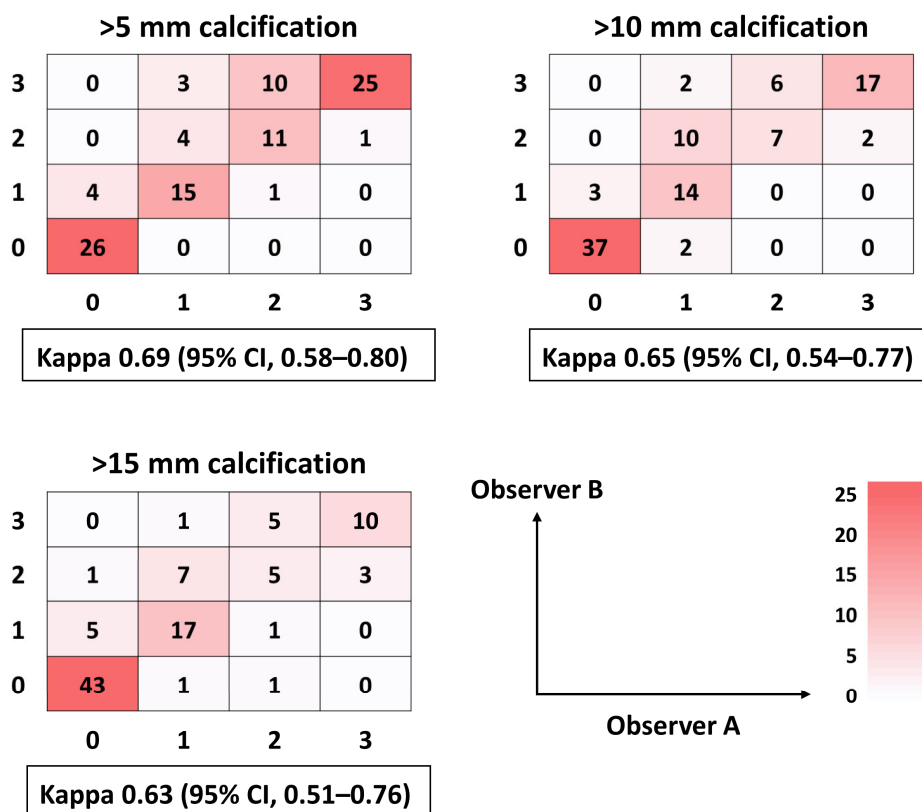 >5 mm calcification
3 0 3 10 25
2 0 4 11 1
1 4 15 1 0
0 26 0 0 0
0 1 2 3
Kappa 0.69 (95% CI, 0.58–0.80)
>10 mm calcification
3 0 2 6 17
2 0 10 7 2
1 3 14 0 0
0 37 2 0 0
0 1 2 3
Kappa 0.65 (95% CI, 0.54–0.77)
>15 mm calcification
3 0 1 5 10
2 1 7 5 3
1 5 17 1 0
0 43 1 1 0
0 1 2 3
Kappa 0.63 (95% CI, 0.51–0.76)
Observer B
Observer A
25
20
15
10
5
0